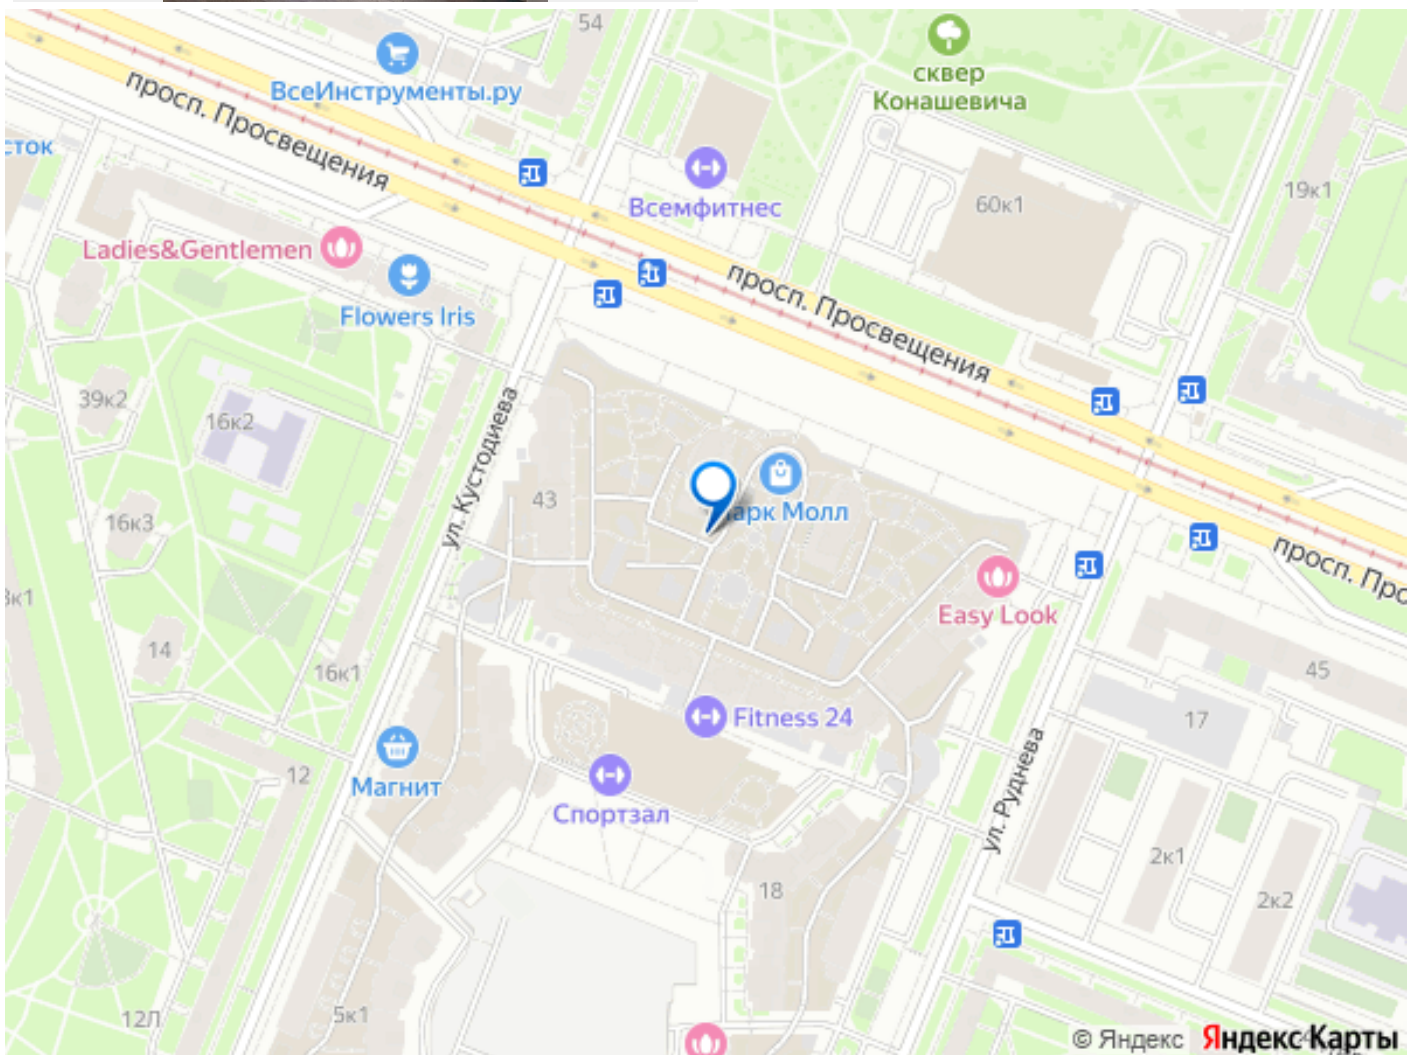 54
ВсеИнструменты.ру
сквер
Конашевича
просп. Просвещения
сток
Всемфитнес
60к1
19к1
Ladies&Gentlemen
Flowers Iris
просп. Просвещения
39к2
16к2
ул. Кустодиева
43
парк Молл
16к3
просп. Про
Easy Look
14
16к1
45
Fitness 24
17
Магнит
12
Спортзал
ул. Руднева
2к1
18
2к2
12Л
5к1
© Яндекс Яндекс Карты